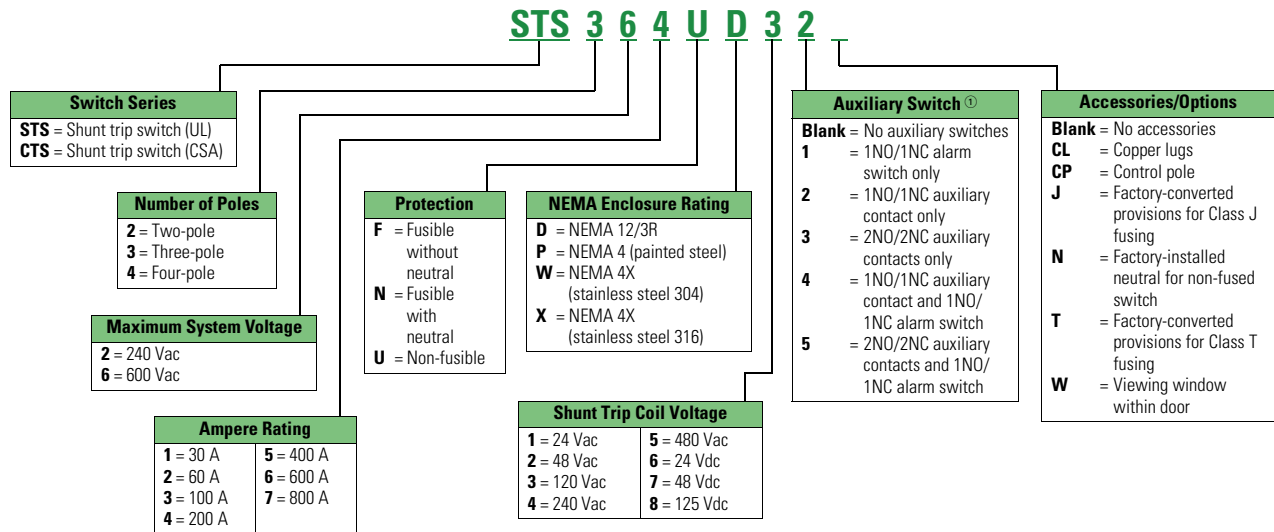 STS 3 6 4 U D 3 2 _
Switch Series
STS = Shunt trip switch (UL)
CTS = Shunt trip switch (CSA)
Number of Poles
2 = Two-pole
3 = Three-pole
4 = Four-pole
Maximum System Voltage
2 = 240 Vac
6 = 600 Vac
Ampere Rating
1 = 30 A
2 = 60 A
3 = 100 A
4 = 200 A
5 = 400 A
6 = 600 A
7 = 800 A
Protection
F = Fusible
without
neutral
N = Fusible
with
neutral
U = Non-fusible
NEMA Enclosure Rating
D = NEMA 12/3R
P = NEMA 4 (painted steel)
W = NEMA 4X
(stainless steel 304)
X = NEMA 4X
(stainless steel 316)
Shunt Trip Coil Voltage
1 = 24 Vac
2 = 48 Vac
3 = 120 Vac
4 = 240 Vac
5 = 480 Vac
6 = 24 Vdc
7 = 48 Vdc
8 = 125 Vdc
Auxiliary Switch ①
Blank = No auxiliary switches
1 = 1NO/1NC alarm
switch only
2 = 1NO/1NC auxiliary
contact only
3 = 2NO/2NC auxiliary
contacts only
4 = 1NO/1NC auxiliary
contact and 1NO/
1NC alarm switch
5 = 2NO/2NC auxiliary
contacts and 1NO/
1NC alarm switch
Accessories/Options
Blank = No accessories
CL = Copper lugs
CP = Control pole
J = Factory-converted
provisions for Class J
fusing
N = Factory-installed
neutral for non-fused
switch
T = Factory-converted
provisions for Class T
fusing
W = Viewing window
within door